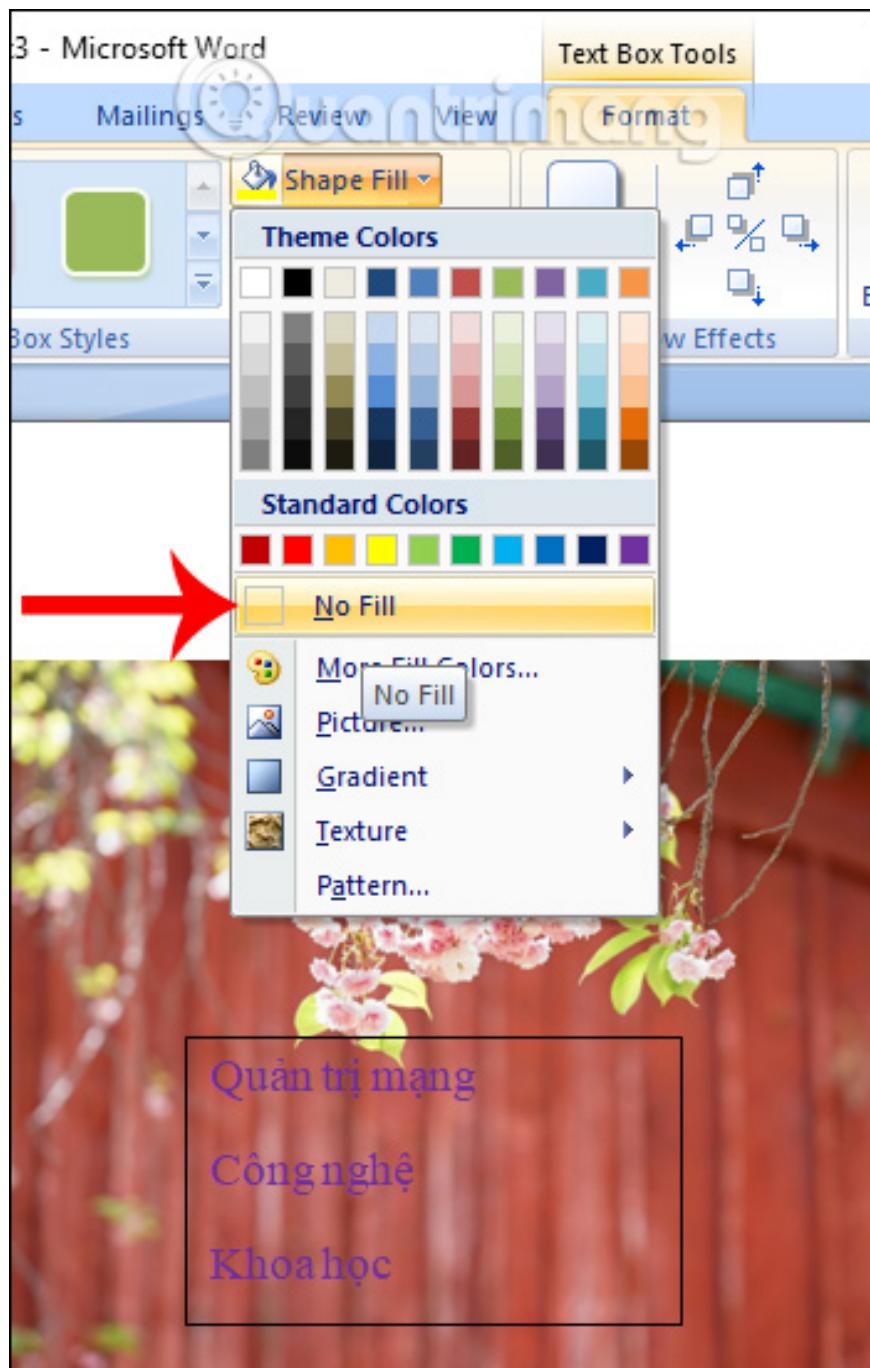 3 - Microsoft Word
Text Box Tools
s Mailings Review View Format
Quantrimang
Shape Fill
Theme Colors
Box Styles
w Effects
E
Standard Colors
No Fill
More Fill Colors...
No Fill
Picture...
Gradient
Texture
Pattern...
Quản trị mạng
Công nghệ
Khoa học